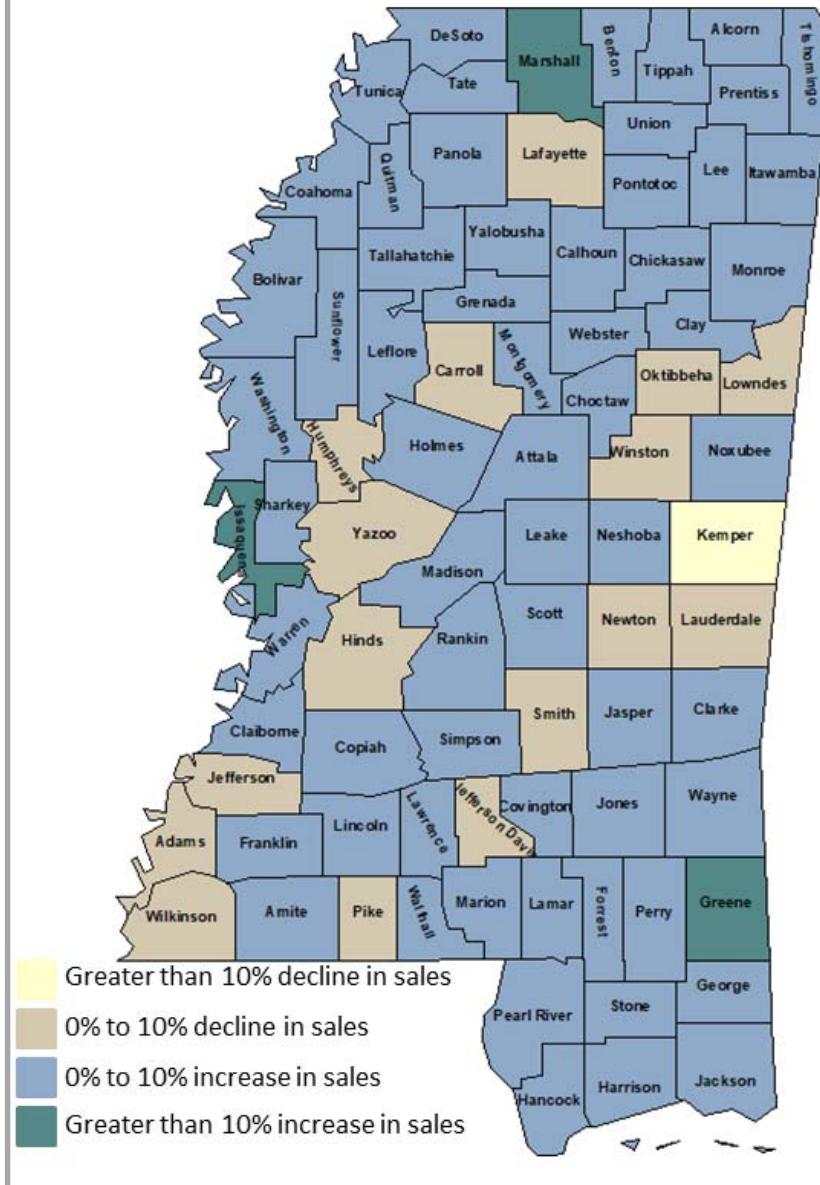 DeSoto
Marshall
Benton
Alcorn
Tishomingo
Tippah
Tate
Tunica
Prentiss
Union
Panola
Lafayette
Quitman
Coahoma
Pontotoc
Lee
Itawamba
Yalobusha
Tallahatchie
Calhoun
Chickasaw
Monroe
Bolivar
Sunflower
Grenada
Leflore
Montgomery
Webster
Clay
Carroll
Oktibbeha
Lowndes
Washington
Choctaw
Humphreys
Holmes
Attala
Winston
Noxubee
Sharkey
Issaquena
Yazoo
Leake
Neshoba
Kemper
Madison
Warren
Hinds
Rankin
Scott
Newton
Lauderdale
Smith
Jasper
Clarke
Claiborne
Copiah
Simpson
Jefferson
Lawrence
Jefferson Davi
Covington
Jones
Wayne
Adams
Franklin
Lincoln
Wilkinson
Amite
Pike
Walthall
Marion
Lamar
Forrest
Perry
Greene
Greater than 10% decline in sales
George
Pearl River
Stone
0% to 10% decline in sales
0% to 10% increase in sales
Hancock
Harrison
Jackson
Greater than 10% increase in sales